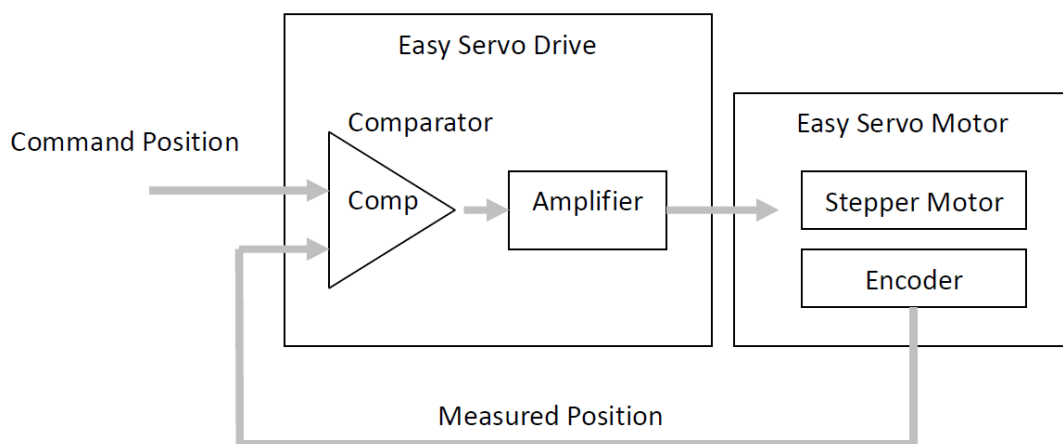 Easy Servo Drive
Easy Servo Motor
Comparator
Command Position
Comp
Amplifier
Stepper Motor
Encoder
Measured Position